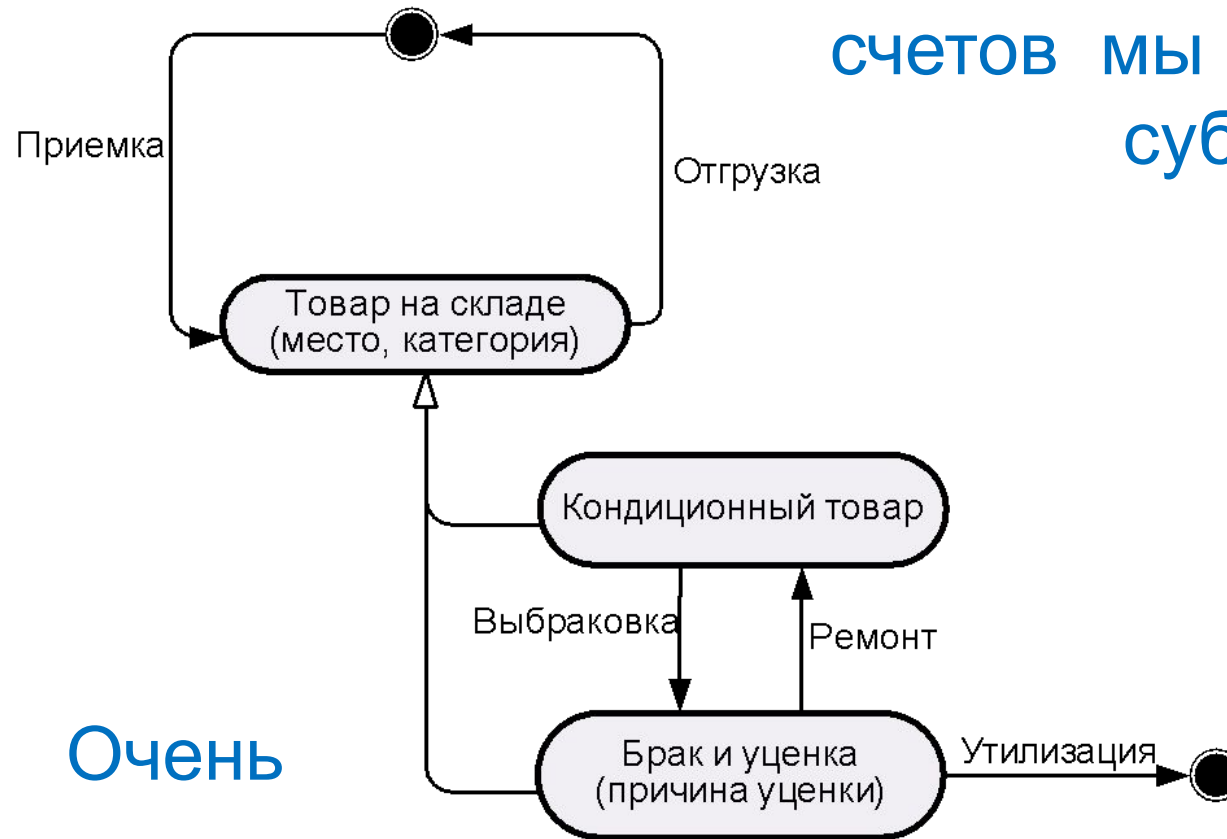 счетов мы
суб
Приемка
Отгрузка
Товар на складе
(место, категория)
Кондиционный товар
Выбраковка
Ремонт
Очень
Брак и уценка
(причина уценки)
Утилизация